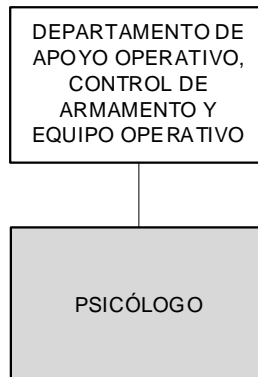 DEPARTAMENTO DE
APOYO OPERATIVO,
CONTROL DE
ARMAMENTO Y
EQUIPO OPERATIVO
PSICÓLOGO